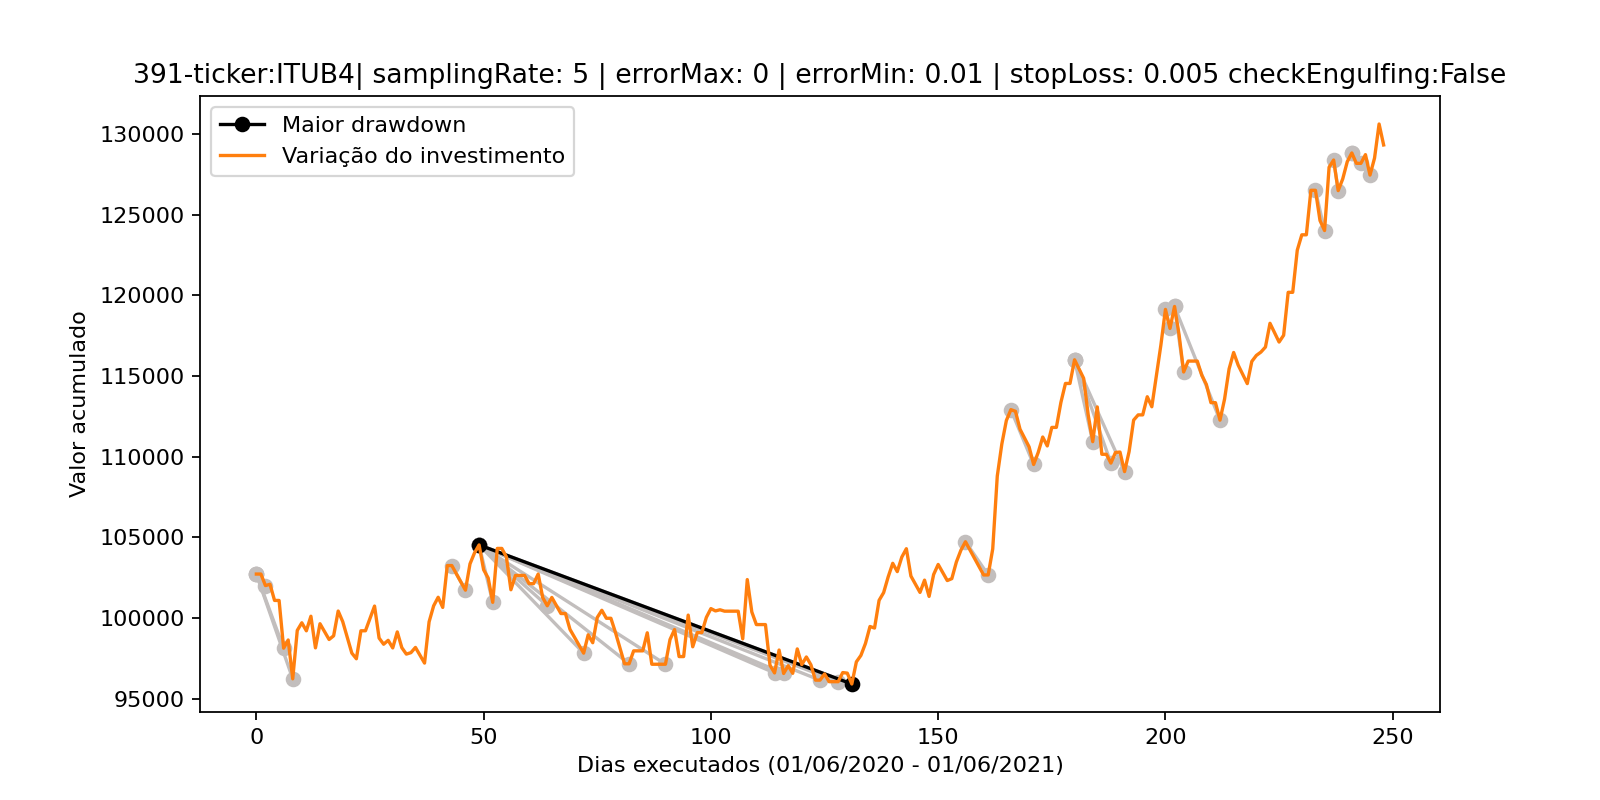 391-ticker:ITUB4| samplingRate: 5 | errorMax: 0 | errorMin: 0.01 | stopLoss: 0.005 checkEngulfing:False
Maior drawdown
Variação do investimento
Valor acumulado
130000
125000
120000
115000
110000
105000
100000
95000
0
50
100
150
200
250
Dias executados (01/06/2020 - 01/06/2021)